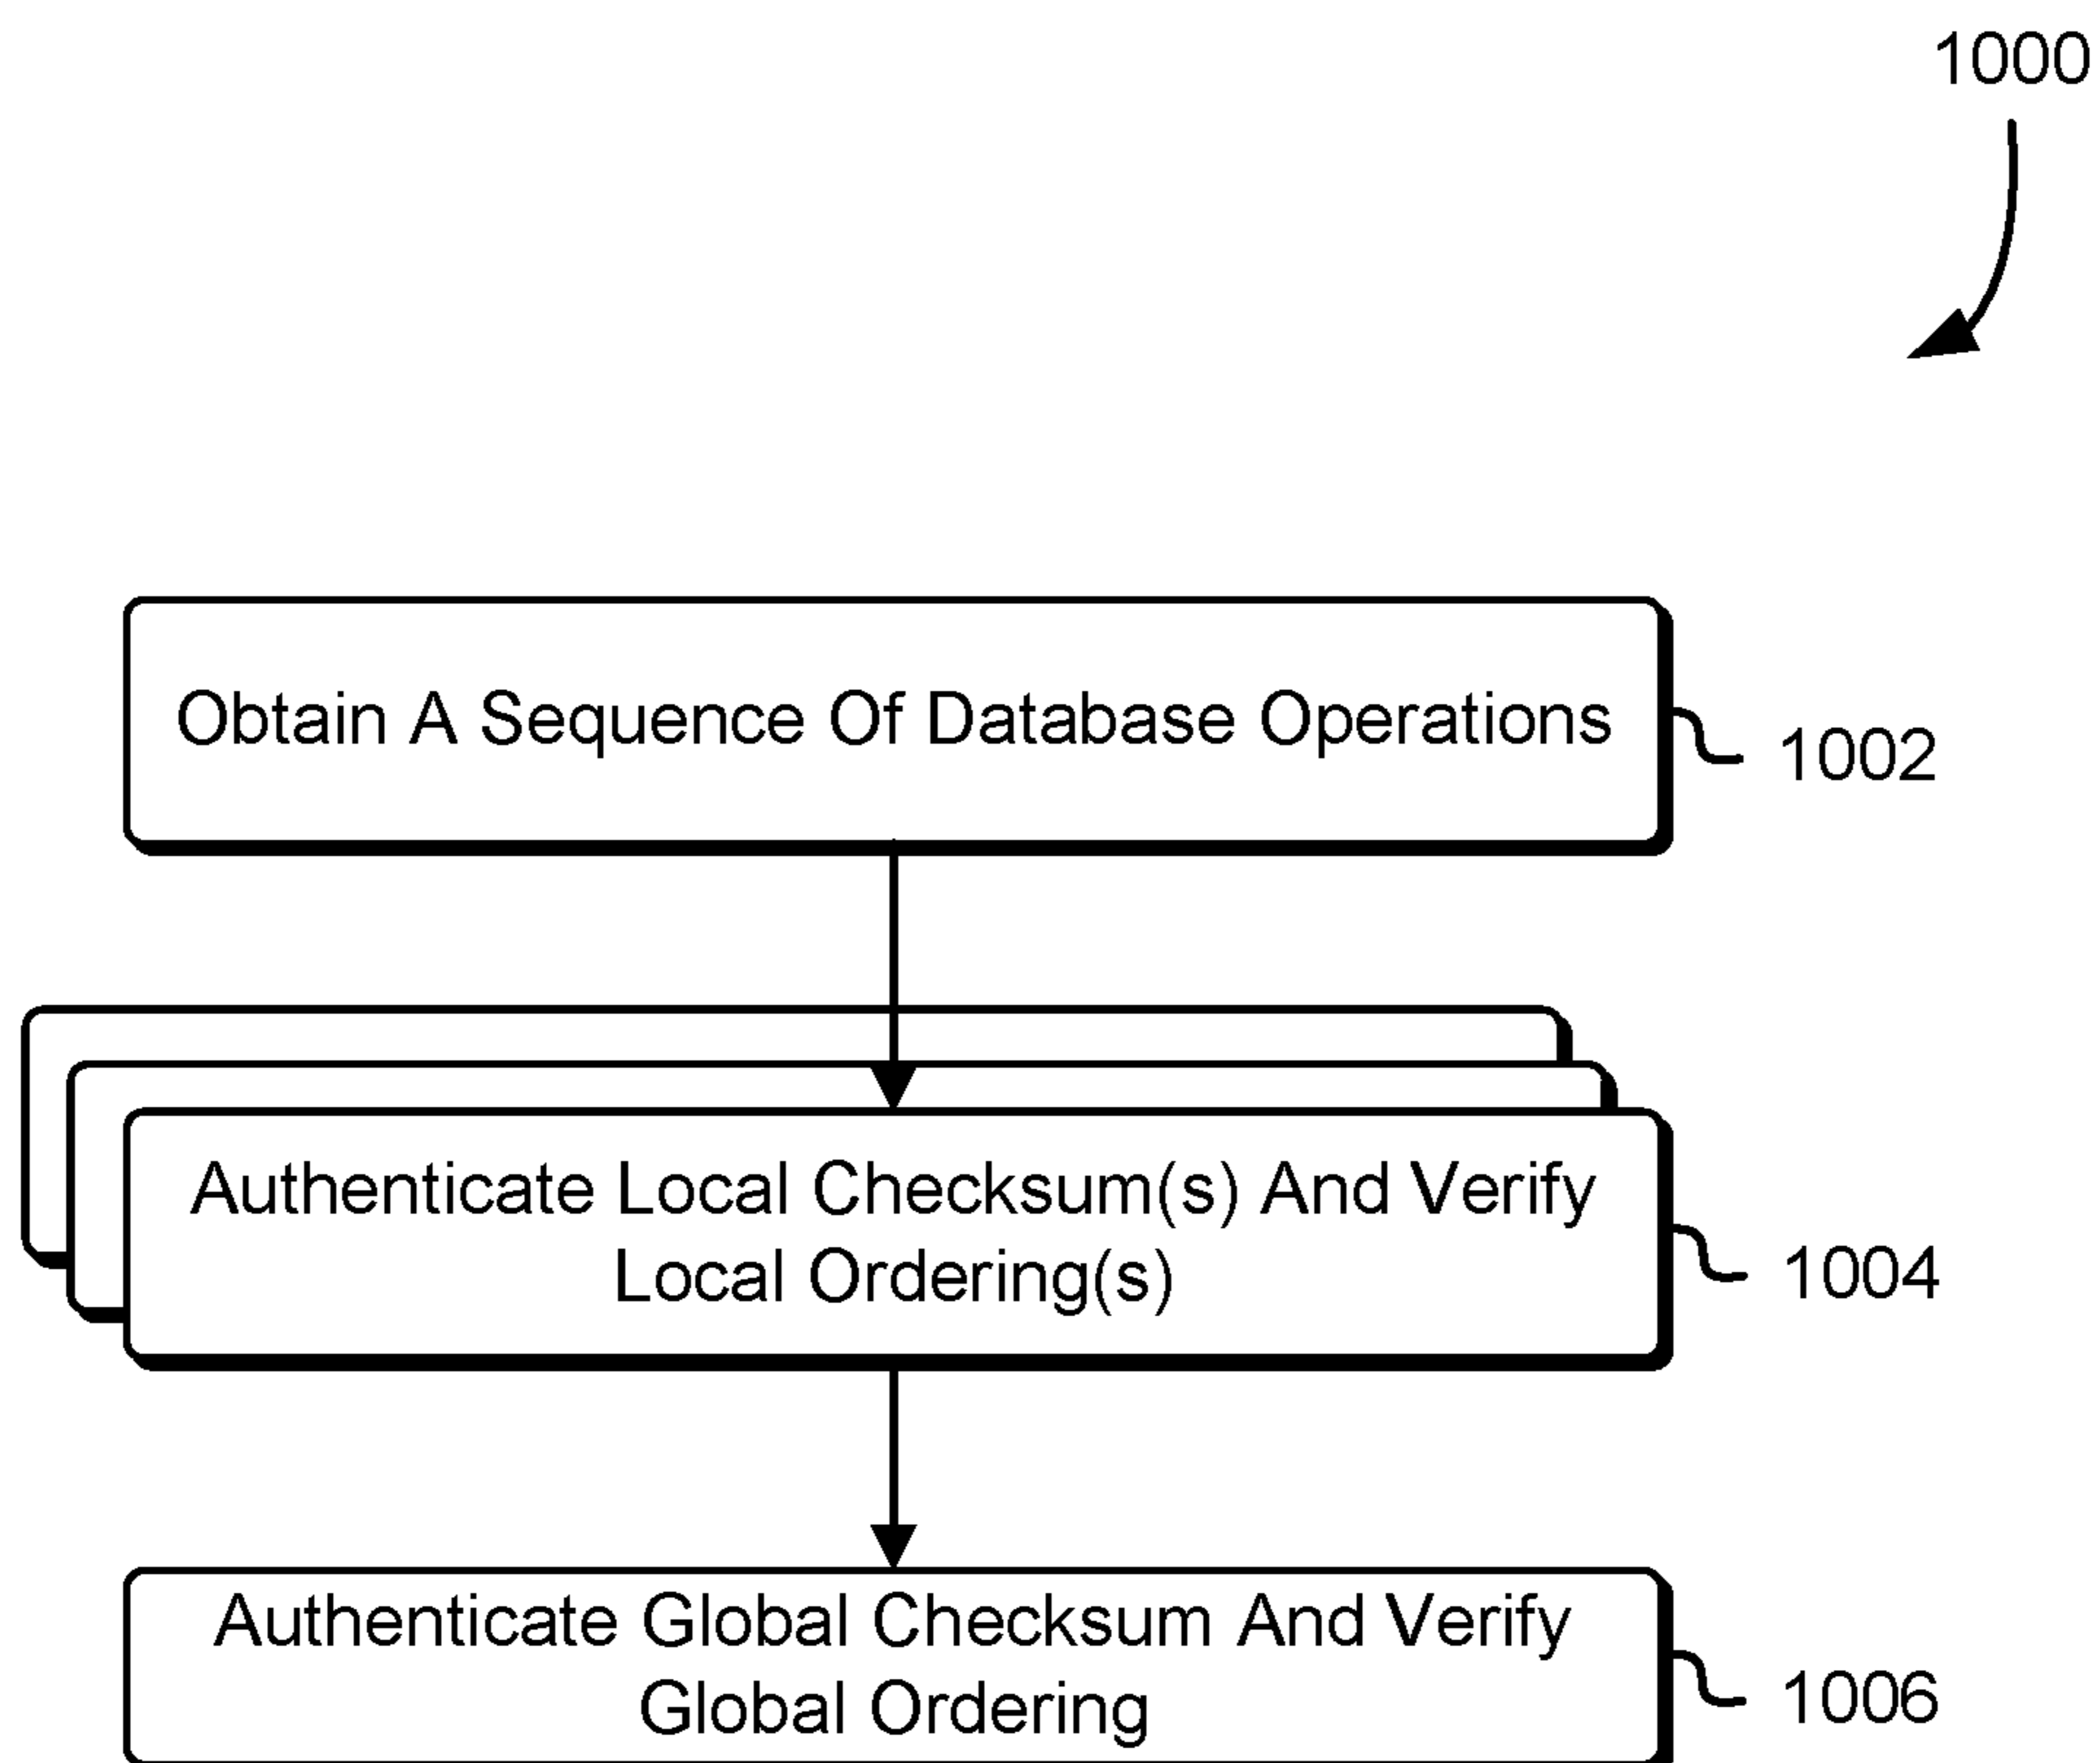 1000
Obtain A Sequence Of Database Operations
1002
Authenticate Local Checksum(s) And Verify
Local Ordering(s)
1004
Authenticate Global Checksum And Verify
Global Ordering
1006